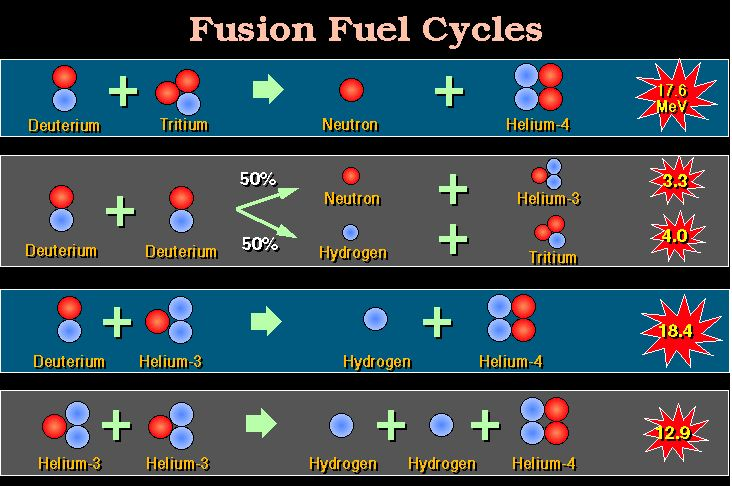 Fusion Fuel Cycles
+ + 17.6
MeV
Deuterium Tritium Neutron Helium-4
50% + 3.3
Neutron Helium-3
+
Deuterium Deuterium 50% Hydrogen + 4.0
Tritium
+ + 18.4
Deuterium Helium-3 Hydrogen Helium-4
+ + + 12.9
Helium-3 Helium-3 Hydrogen Hydrogen Helium-4